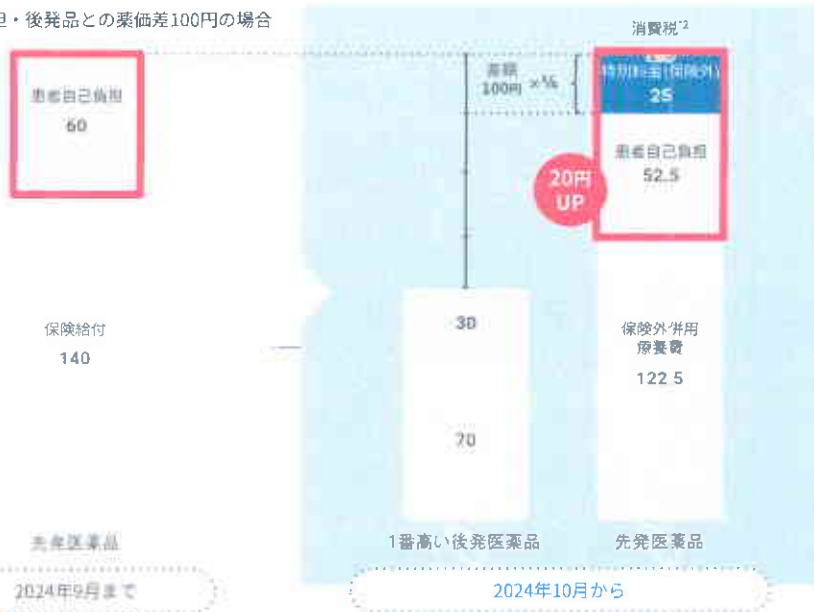 ・後発品との薬価差100円の場合
消費税*2
患者自己負担
60
差額
100円 ×¼
特別料金(保険外)
25
患者自己負担
52.5
20円
UP
保険給付
140
30
70
保険外併用
療養費
122 5
先発医薬品
1番高い後発医薬品
先発医薬品
2024年9月まで
2024年10月から